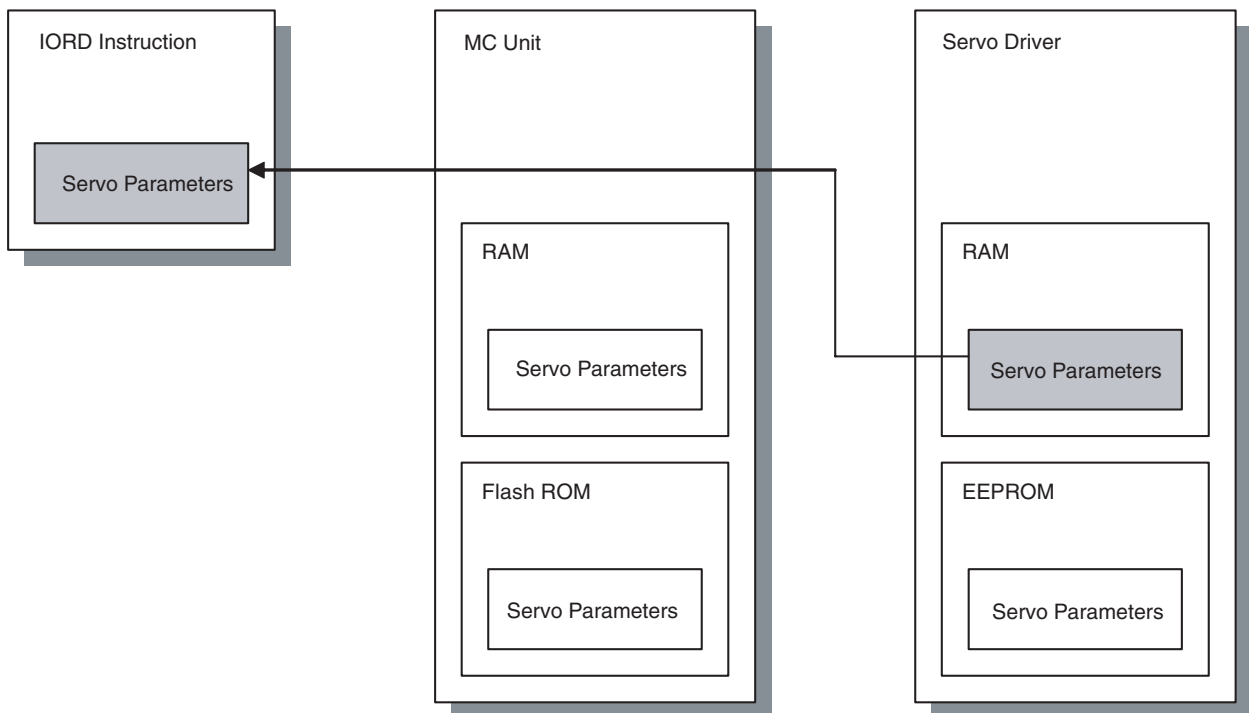 IORD Instruction
Servo Parameters
MC Unit
RAM
Servo Parameters
Flash ROM
Servo Parameters
Servo Driver
RAM
Servo Parameters
EEPROM
Servo Parameters